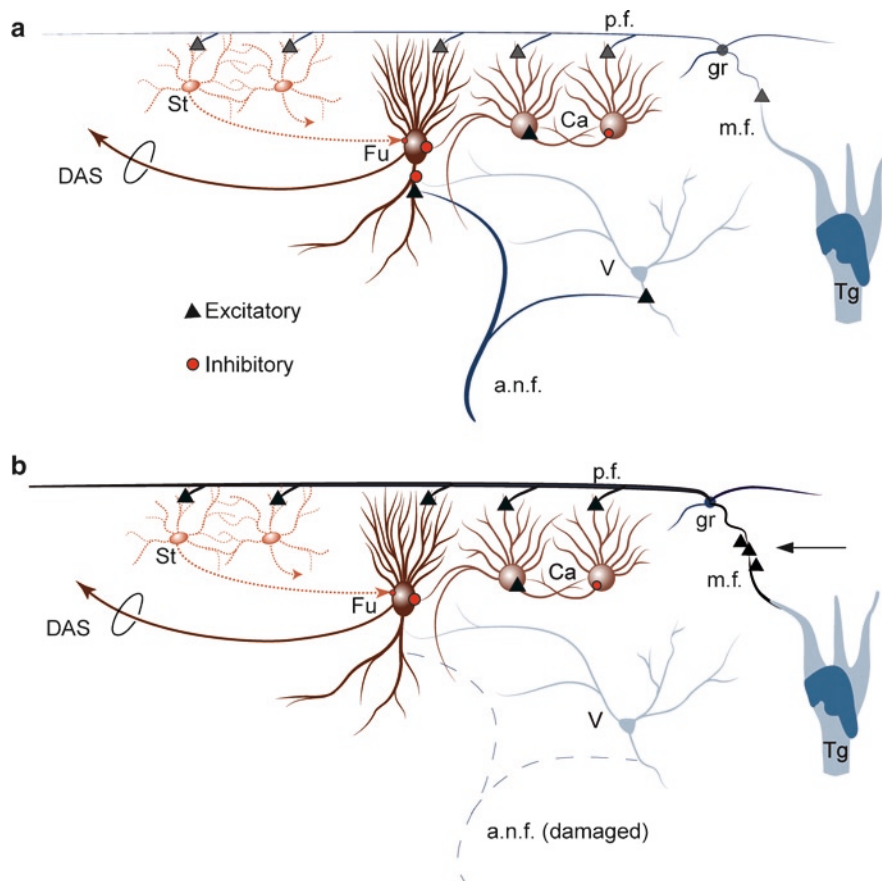 a
p.f.
gr
St
Ca
m.f.
Fu
DAS
V
Tg
Excitatory
Inhibitory
a.n.f.
b
p.f.
gr
St
Ca
m.f.
Fu
DAS
V
Tg
a.n.f. (damaged)